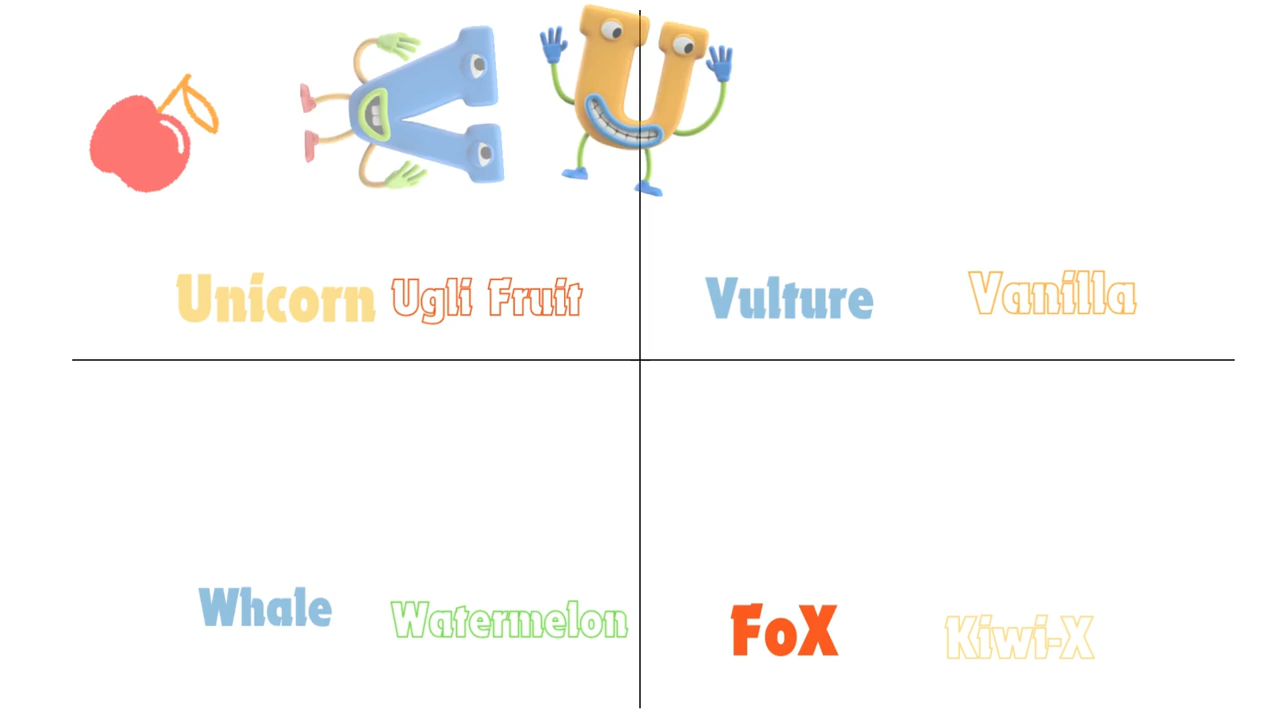 U
Unicorn Ugli Fruit
Vulture Vanilla
Whale Watermelon
FoX Kiwi-X